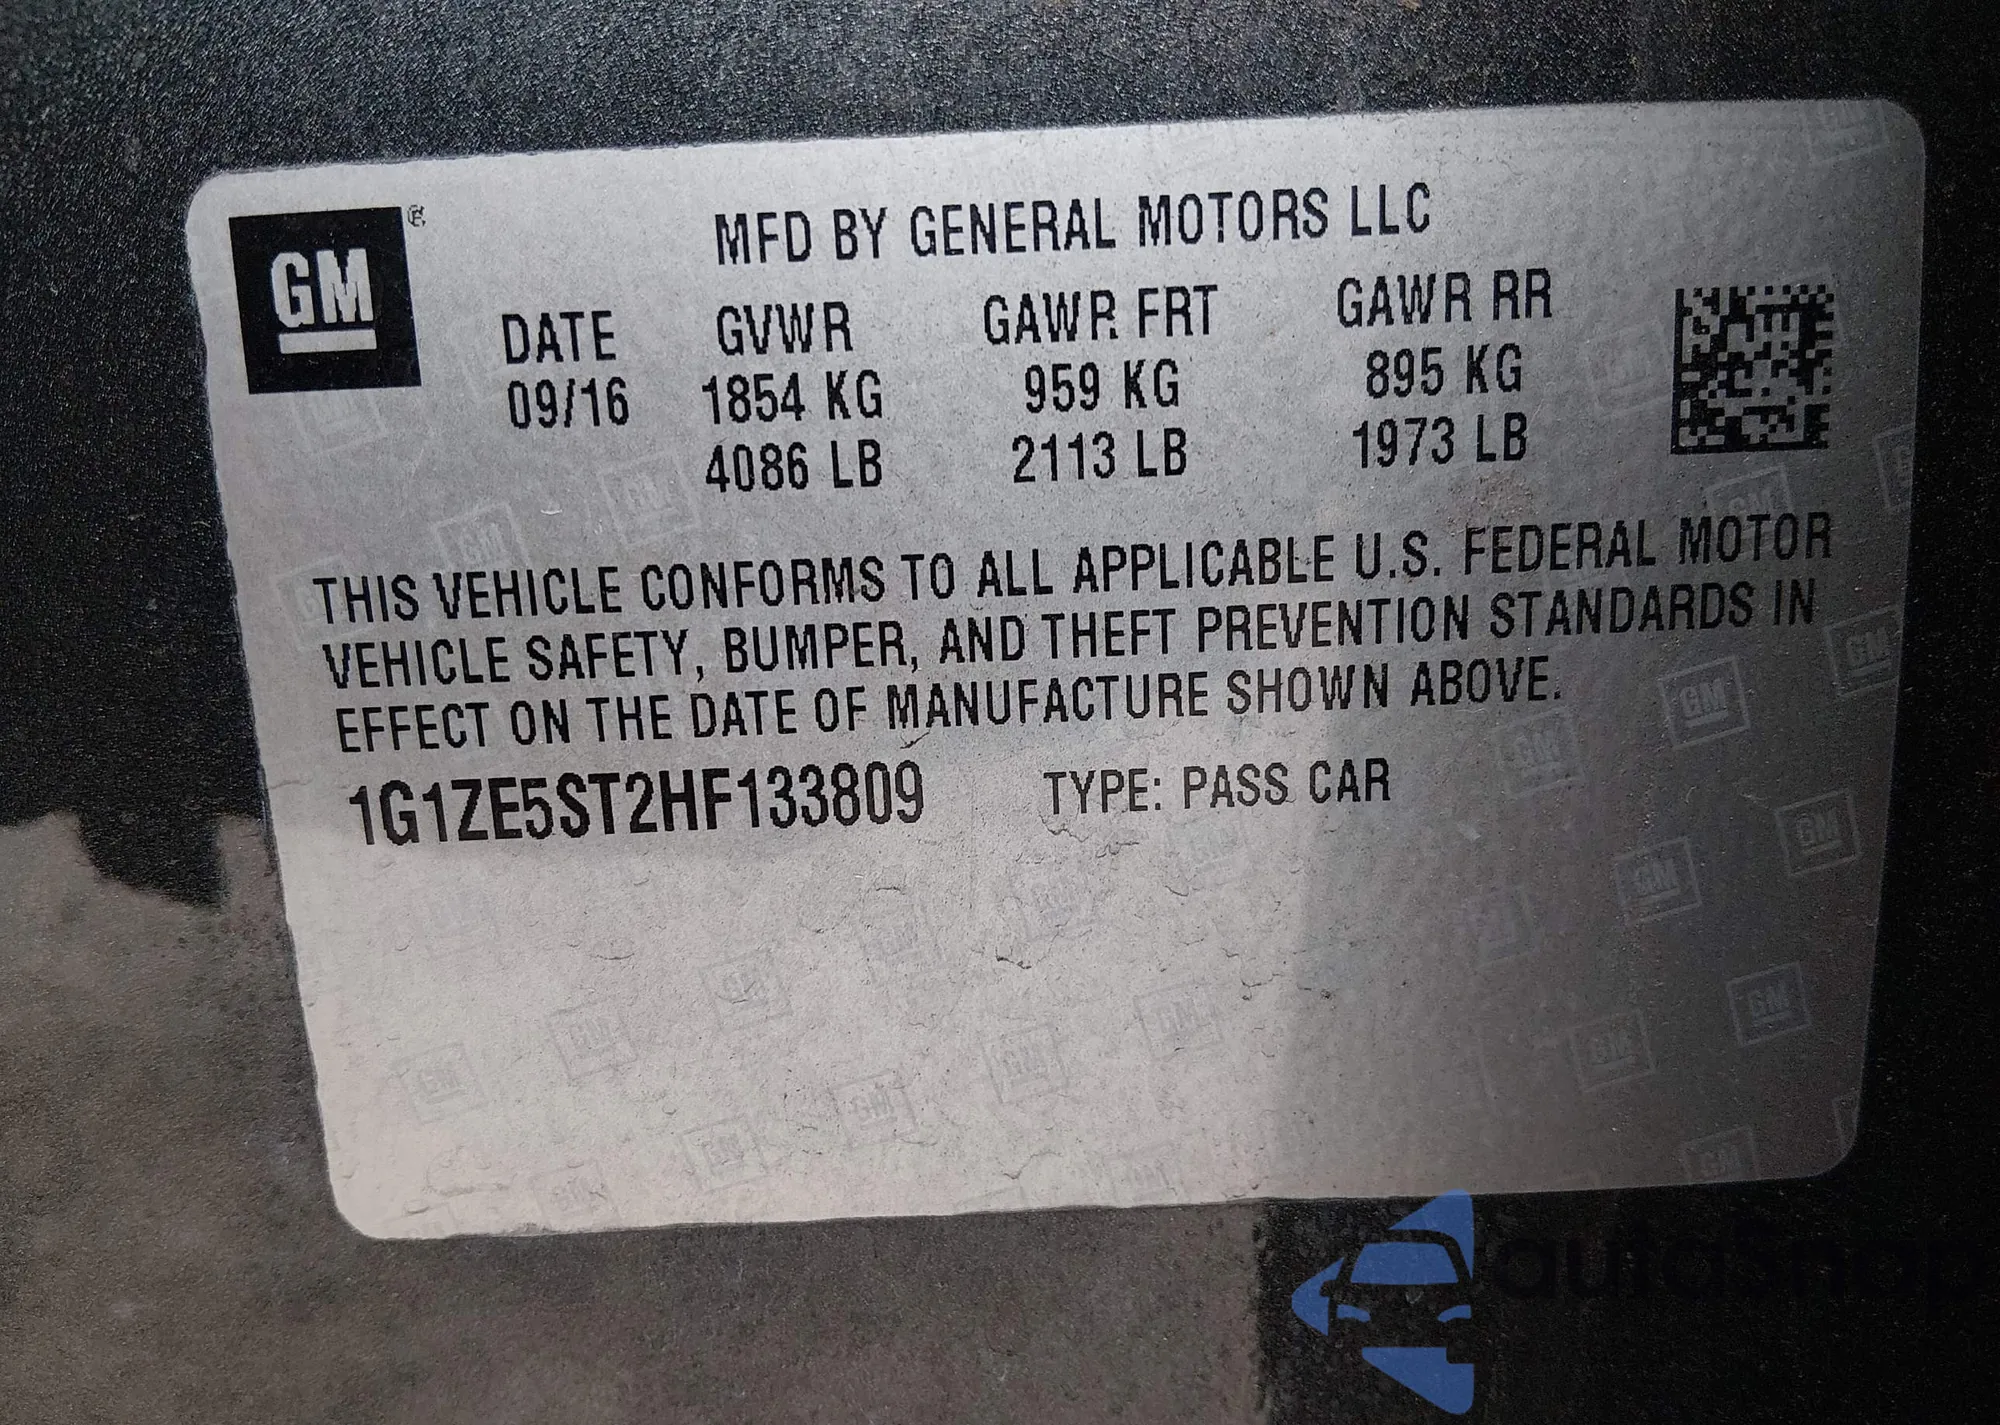 GM
MFD BY GENERAL MOTORS LLC
DATE GVWR GAWR FRT GAWR RR
09/16 1854 KG 959 KG 895 KG
4086 LB 2113 LB 1973 LB
THIS VEHICLE CONFORMS TO ALL APPLICABLE U.S. FEDERAL MOTOR
VEHICLE SAFETY, BUMPER, AND THEFT PREVENTION STANDARDS IN
EFFECT ON THE DATE OF MANUFACTURE SHOWN ABOVE.
1G1ZE5ST2HF133809 TYPE: PASS CAR
autoSnap